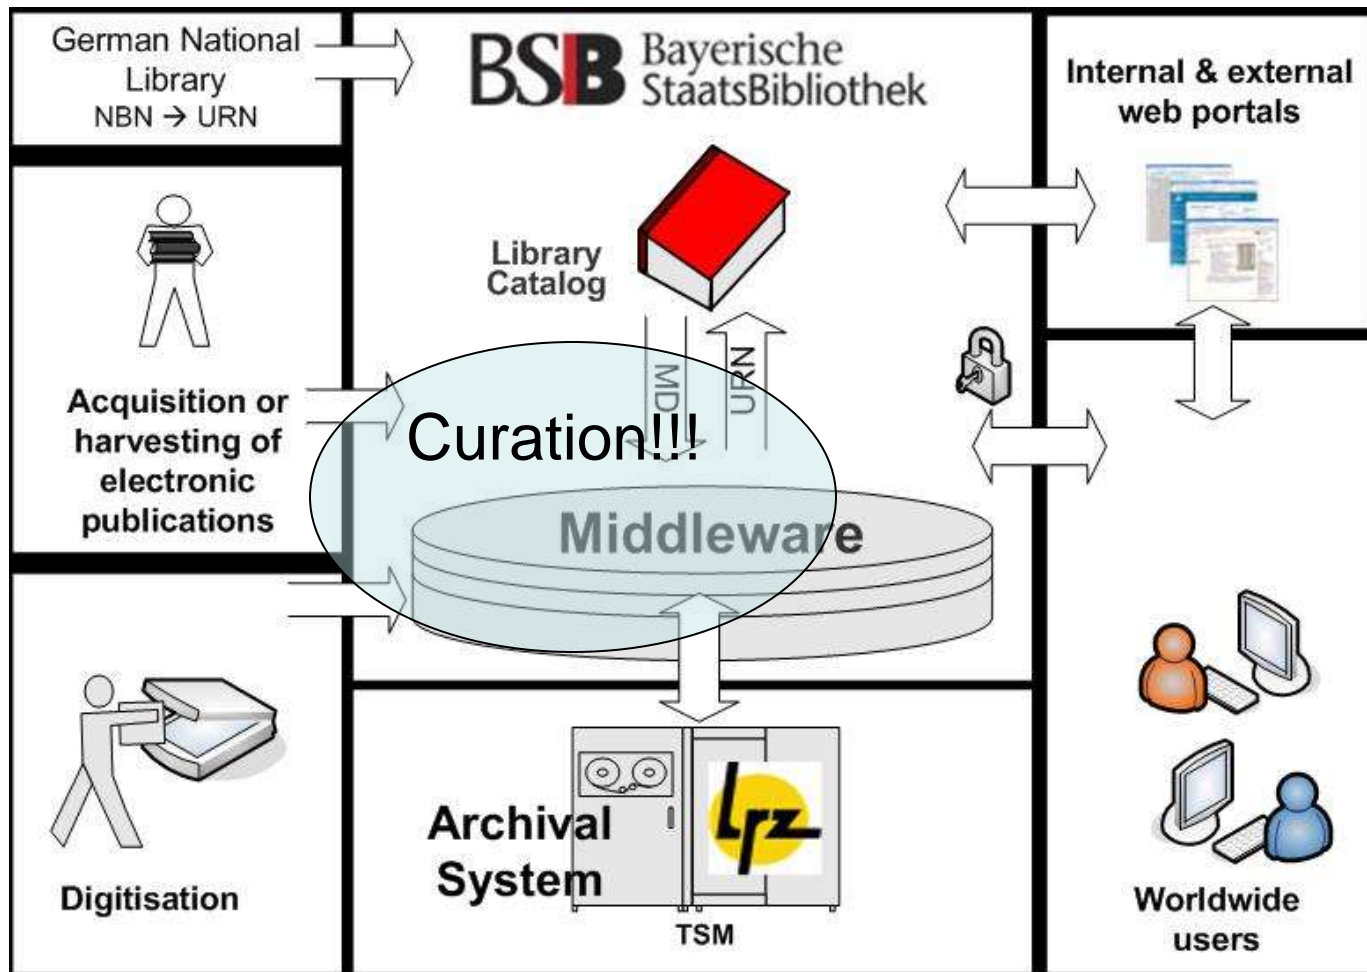 German National
Library
NBN → URN
BSB Bayerische
StaatsBibliothek
Internal & external
web portals
Library
Catalog
MD
URN
Acquisition or
harvesting of
electronic
publications
Curation!!!
Middleware
Digitisation
Archival
System
lrz
TSM
Worldwide
users